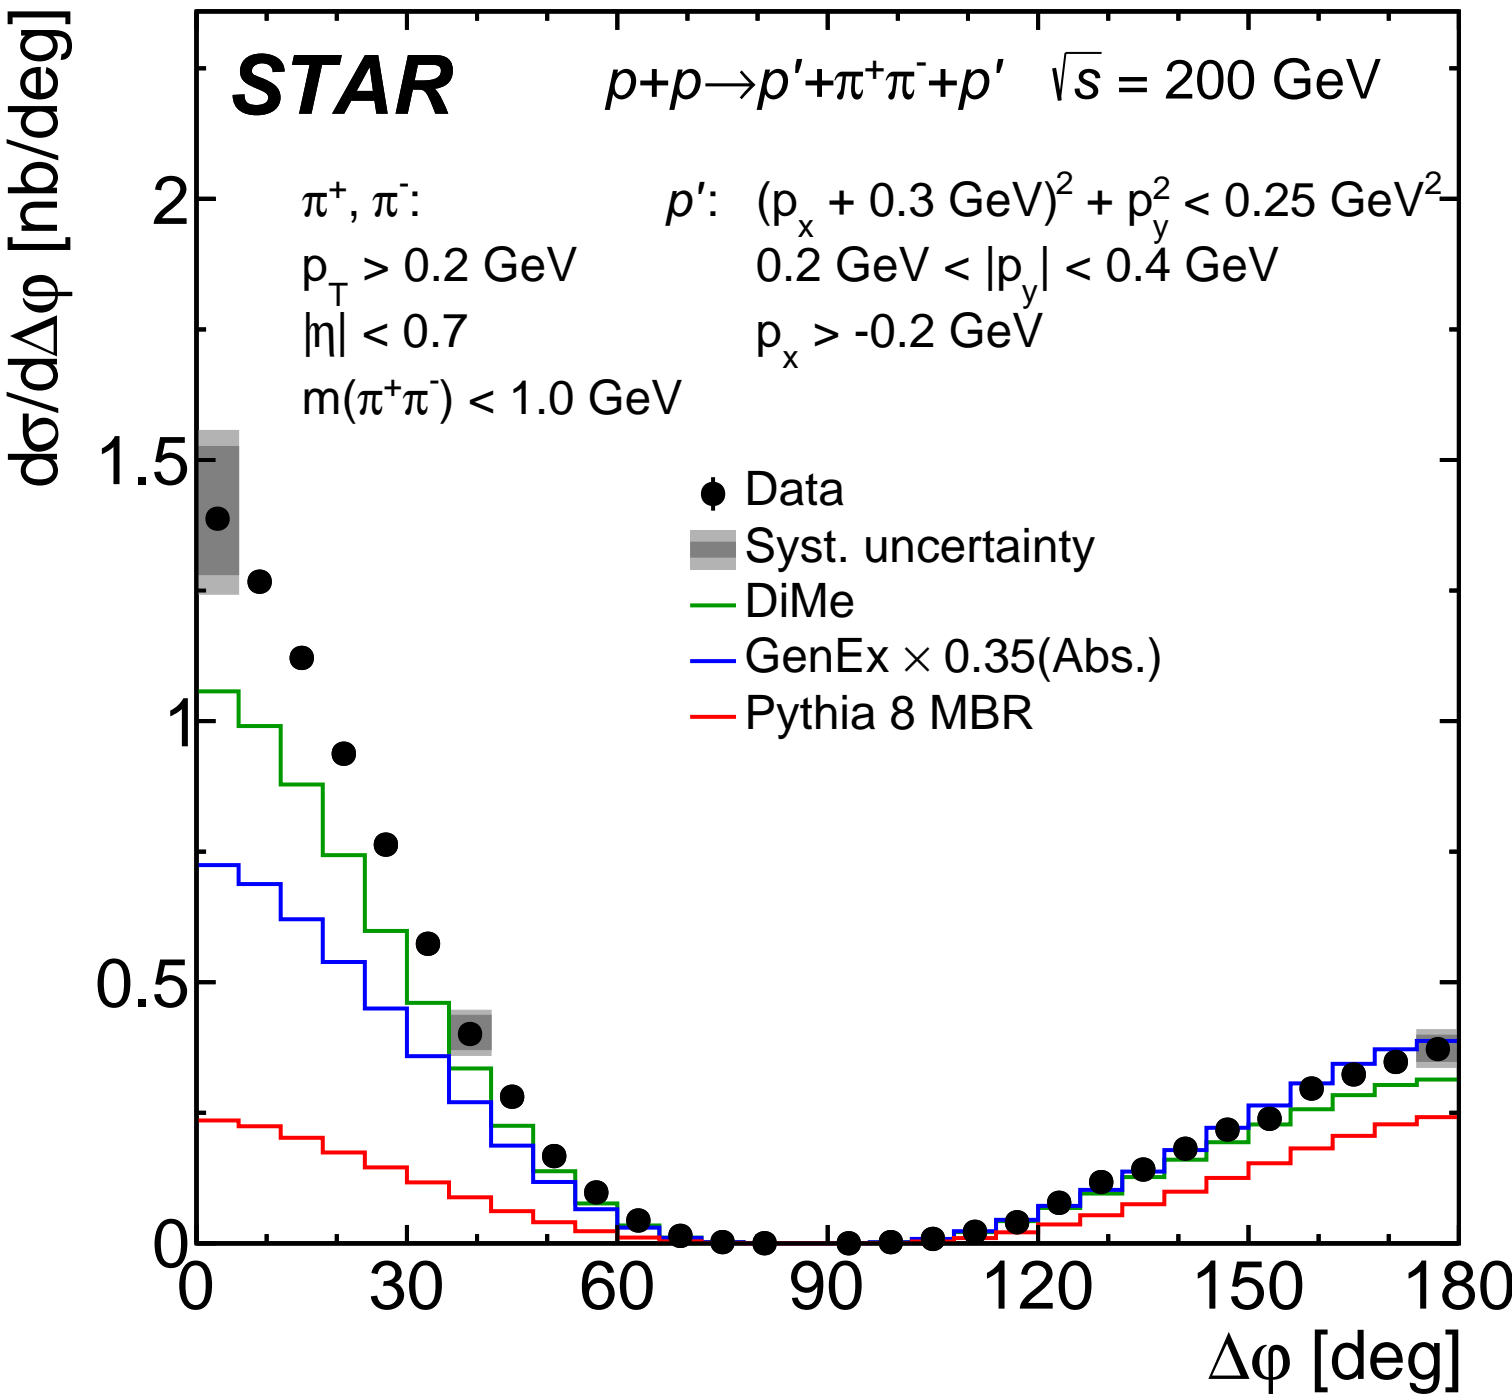 dσ/dΔφ [nb/deg]
STAR
p+p→p′+π⁺π⁻+p′ √s = 200 GeV
π⁺, π⁻:
p_T > 0.2 GeV
|η| < 0.7
m(π⁺π⁻) < 1.0 GeV
p′: (p_x + 0.3 GeV)² + p_y² < 0.25 GeV²
0.2 GeV < |p_y| < 0.4 GeV
p_x > -0.2 GeV
Data
Syst. uncertainty
DiMe
GenEx × 0.35(Abs.)
Pythia 8 MBR
2
1.5
1
0.5
0
0 30 60 90 120 150 180
Δφ [deg]